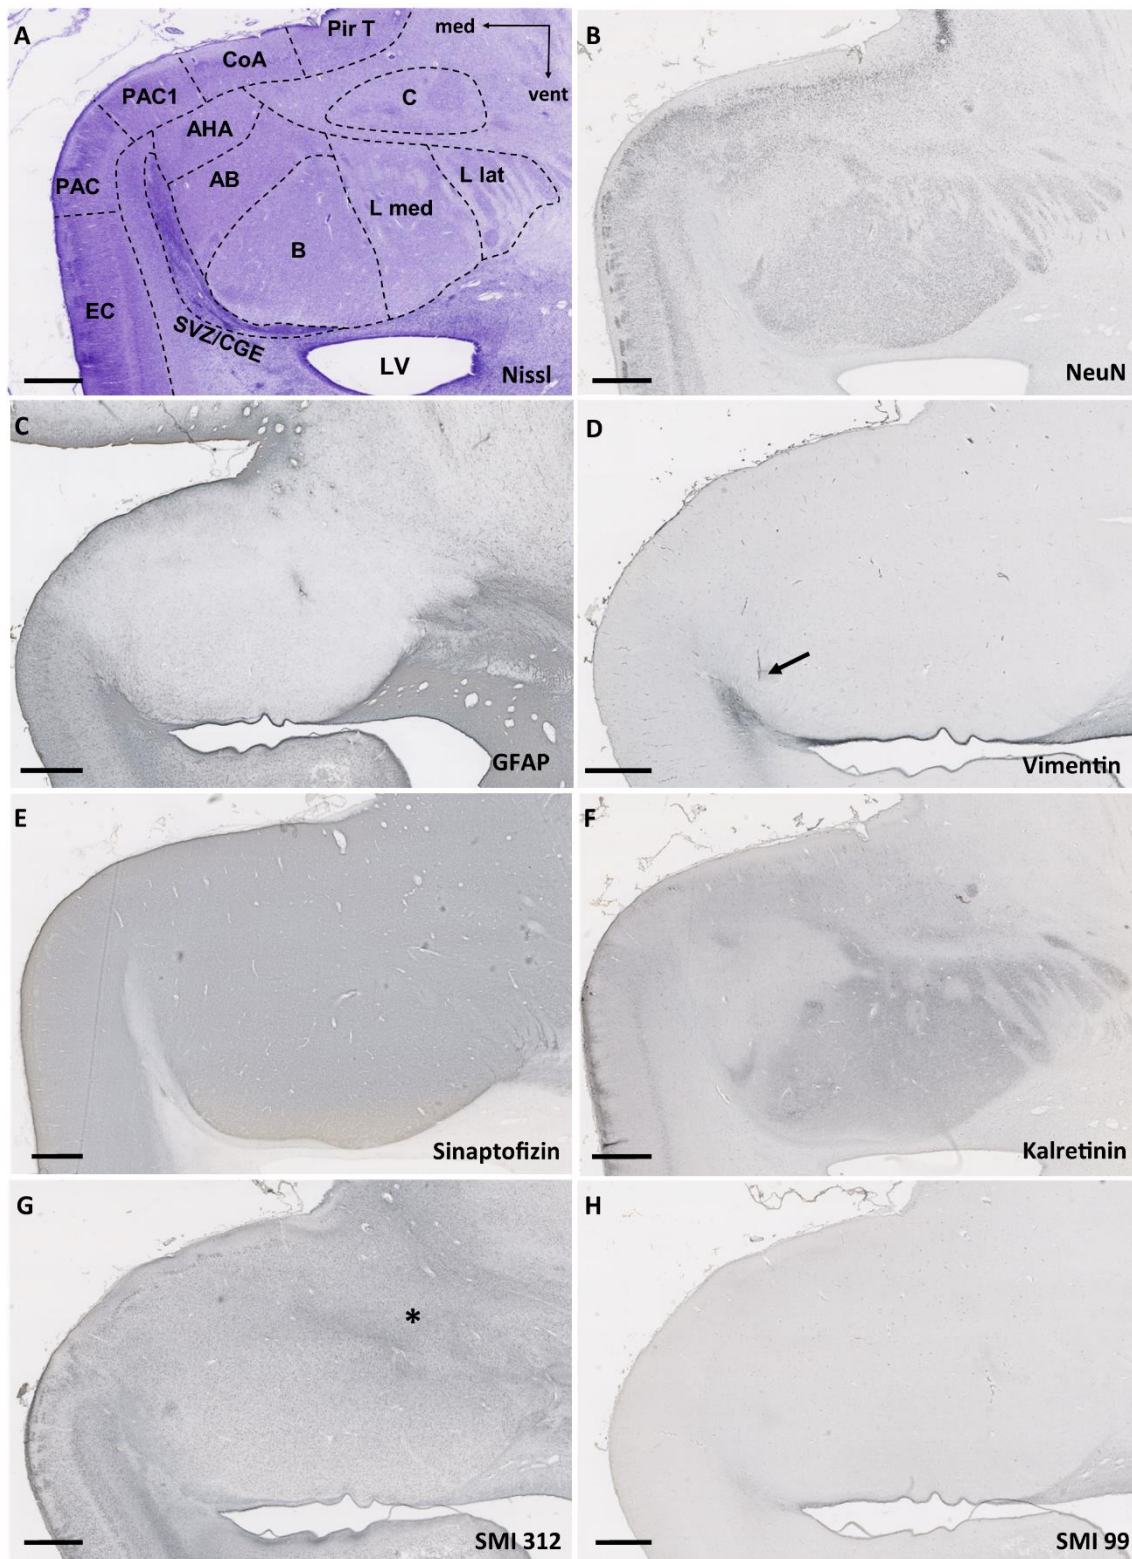 A
Pir T
med
CoA
vent
PAC1
C
AHA
PAC
AB
L lat
L med
B
EC
SVZ/CGE
LV
Nissl
B
NeuN
C
GFAP
D
Vimentin
E
Sinaptofizin
F
Kalretinin
G
*
SMI 312
H
SMI 99